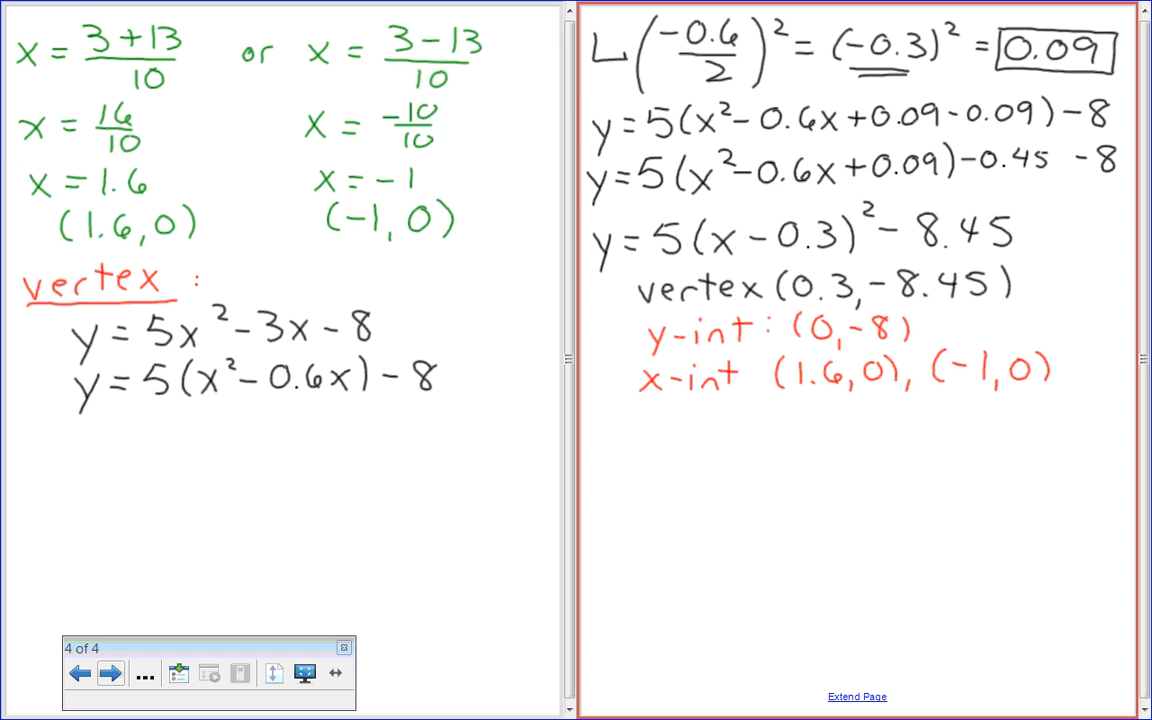 x = (3 + 13)/10 or x = (3 - 13)/10
x = 16/10 x = -10/10
x = 1.6 x = -1
(1.6, 0) (-1, 0)
vertex :
y = 5x² - 3x - 8
y = 5(x² - 0.6x) - 8
4 of 4
...
L (-0.6/2)² = (-0.3)² = 0.09
y = 5(x² - 0.6x + 0.09 - 0.09) - 8
y = 5(x² - 0.6x + 0.09) - 0.45 - 8
y = 5(x - 0.3)² - 8.45
vertex (0.3, -8.45)
y-int : (0, -8)
x-int (1.6, 0), (-1, 0)
Extend Page